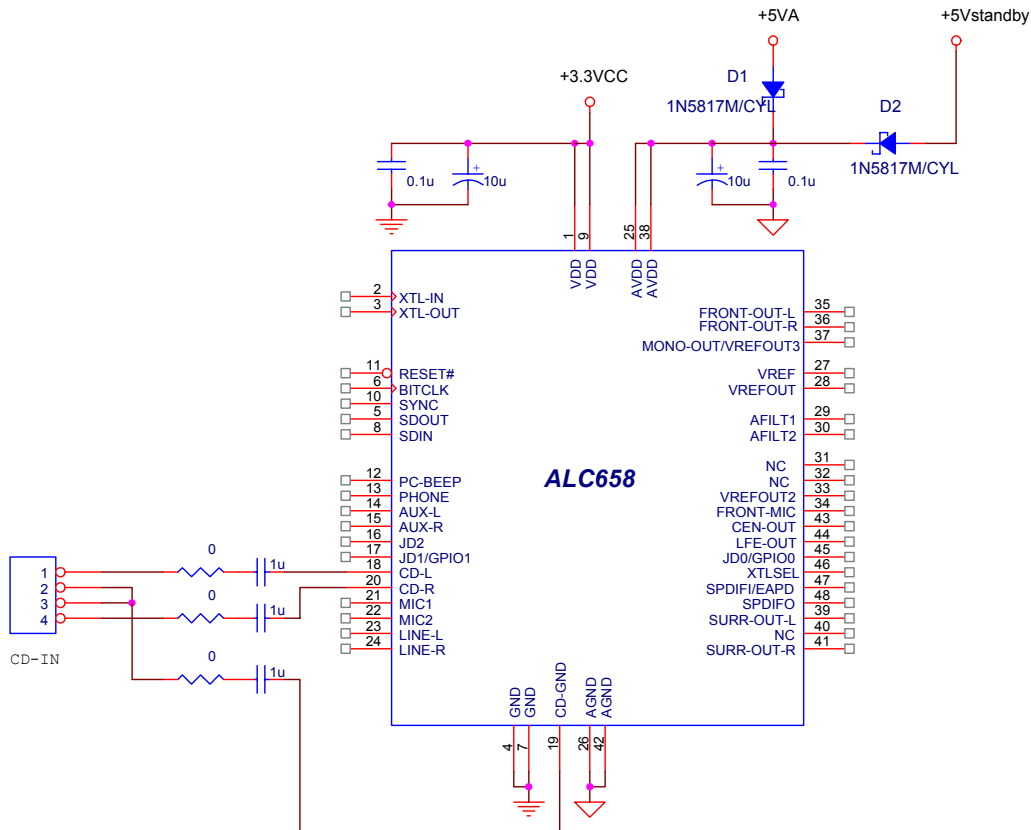 +5VA
+5Vstandby
+3.3VCC
D1
1N5817M/CYL
D2
1N5817M/CYL
0.1u
+
10u
+
10u
0.1u
1
9
25
38
VDD
VDD
AVDD
AVDD
2
XTL-IN
3
XTL-OUT
11
RESET#
6
BITCLK
10
SYNC
5
SDOUT
8
SDIN
12
PC-BEEP
13
PHONE
14
AUX-L
15
AUX-R
16
JD2
17
JD1/GPIO1
18
CD-L
20
CD-R
21
MIC1
22
MIC2
23
LINE-L
24
LINE-R
ALC658
FRONT-OUT-L
35
FRONT-OUT-R
36
MONO-OUT/VREFOUT3
37
VREF
27
VREFOUT
28
AFILT1
29
AFILT2
30
NC
31
NC
32
VREFOUT2
33
FRONT-MIC
34
CEN-OUT
43
LFE-OUT
44
JD0/GPIO0
45
XTLSEL
46
SPDIFI/EAPD
47
SPDIFO
48
SURR-OUT-L
39
NC
40
SURR-OUT-R
41
1
2
3
4
CD-IN
0
1u
0
1u
0
1u
GND
GND
CD-GND
AGND
AGND
4
7
19
26
42